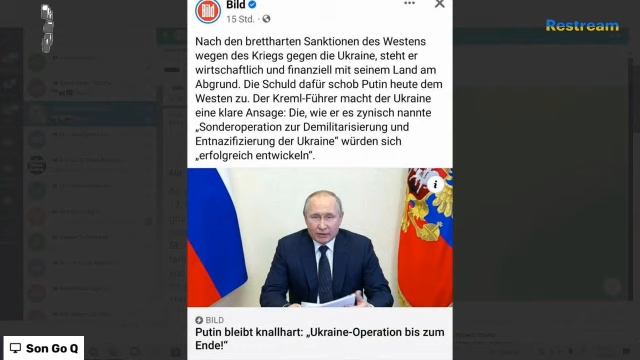 Bild
15 Std.
Restream
Nach den brettharten Sanktionen des Westens
wegen des Kriegs gegen die Ukraine, steht er
wirtschaftlich und finanziell mit seinem Land am
Abgrund. Die Schuld dafür schob Putin heute dem
Westen zu. Der Kreml-Führer macht der Ukraine
eine klare Ansage: Die, wie er es zynisch nannte
„Sonderoperation zur Demilitarisierung und
Entnazifizierung der Ukraine“ würden sich
„erfolgreich entwickeln“.
BILD
Putin bleibt knallhart: „Ukraine-Operation bis zum
Ende!“
Son Go Q